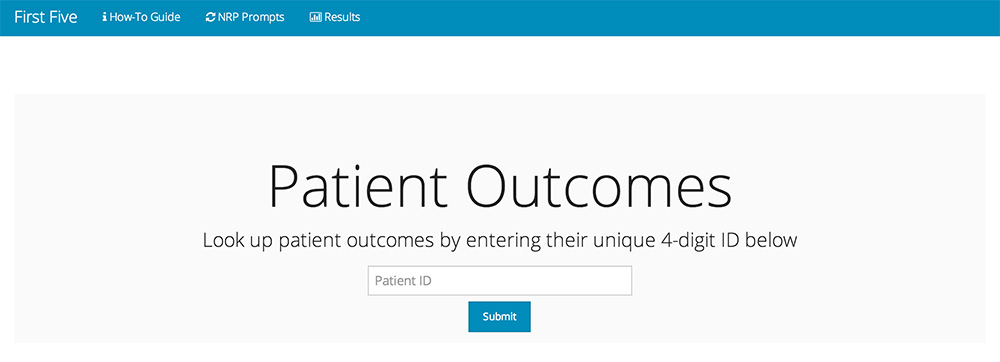 First Five How-To Guide NRP Prompts Results
Patient Outcomes
Look up patient outcomes by entering their unique 4-digit ID below
Patient ID
Submit